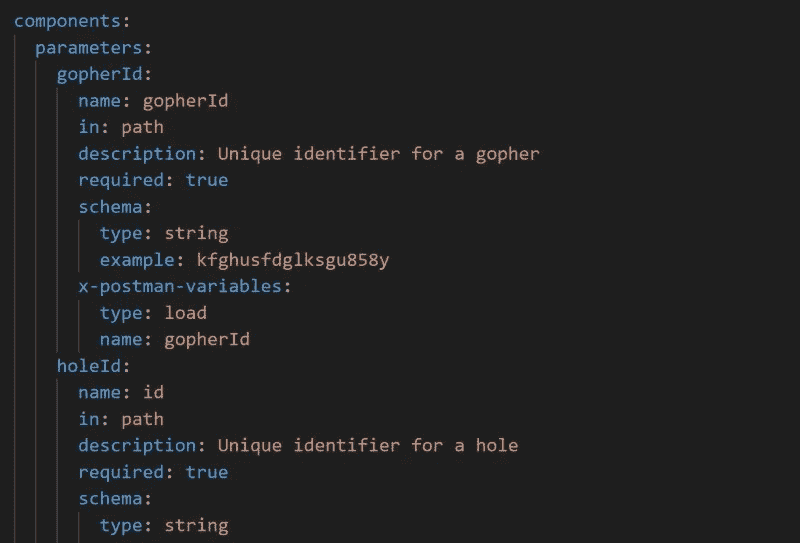 components:
parameters:
gopherId:
name: gopherId
in: path
description: Unique identifier for a gopher
required: true
schema:
type: string
example: kfghusfdglksgu858y
x-postman-variables:
type: load
name: gopherId
holeId:
name: id
in: path
description: Unique identifier for a hole
required: true
schema:
type: string